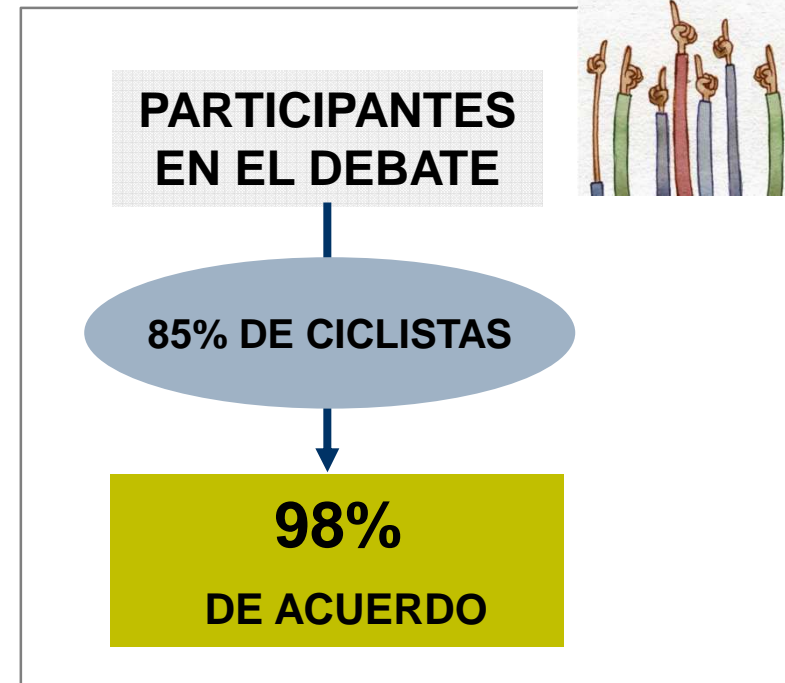 PARTICIPANTES
EN EL DEBATE
85% DE CICLISTAS
98%
DE ACUERDO